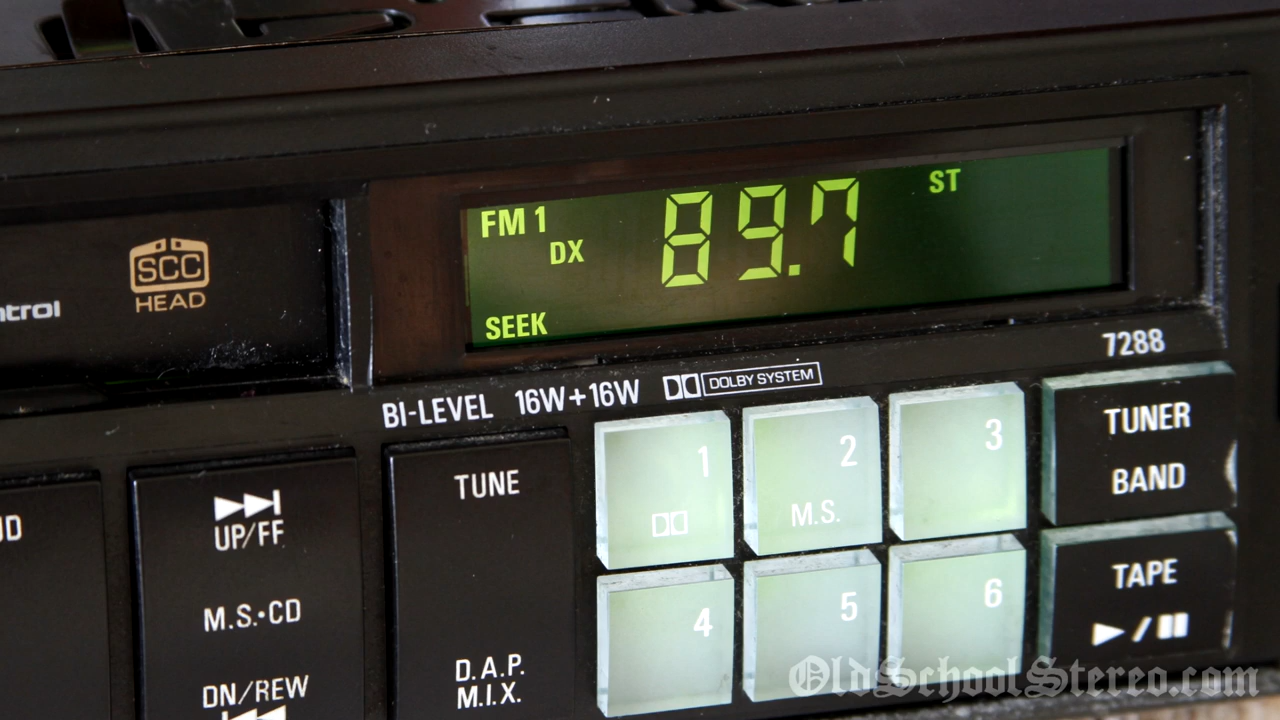 FM 1
DX
89.7
ST
SEEK
SCC
HEAD
7288
BI-LEVEL 16W+16W DOLBY SYSTEM
TUNE
D.A.P.
M.I.X.
UP/FF
M.S.•CD
DN/REW
1
2
M.S.
3
4
5
6
TUNER
BAND
TAPE
OldSchoolStereo.com